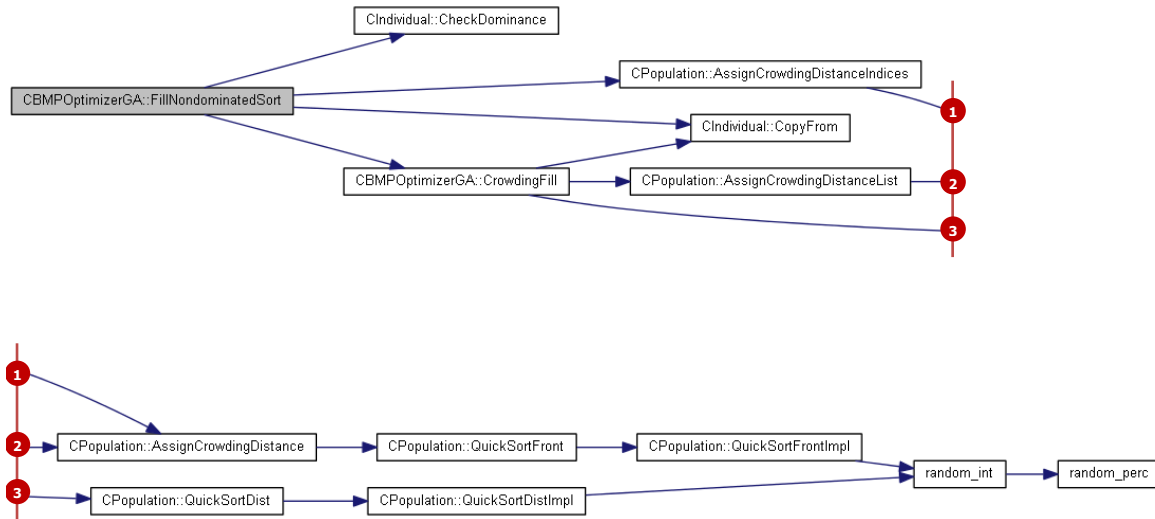 CIndividual::CheckDominance
CPopulation::AssignCrowdingDistanceIndices
CBMPOptimizerGA::FillNondominatedSort
1
CIndividual::CopyFrom
CBMPOptimizerGA::CrowdingFill
CPopulation::AssignCrowdingDistanceList
2
3
1
2
CPopulation::AssignCrowdingDistance
CPopulation::QuickSortFront
CPopulation::QuickSortFrontImpl
random_int
random_perc
3
CPopulation::QuickSortDist
CPopulation::QuickSortDistImpl